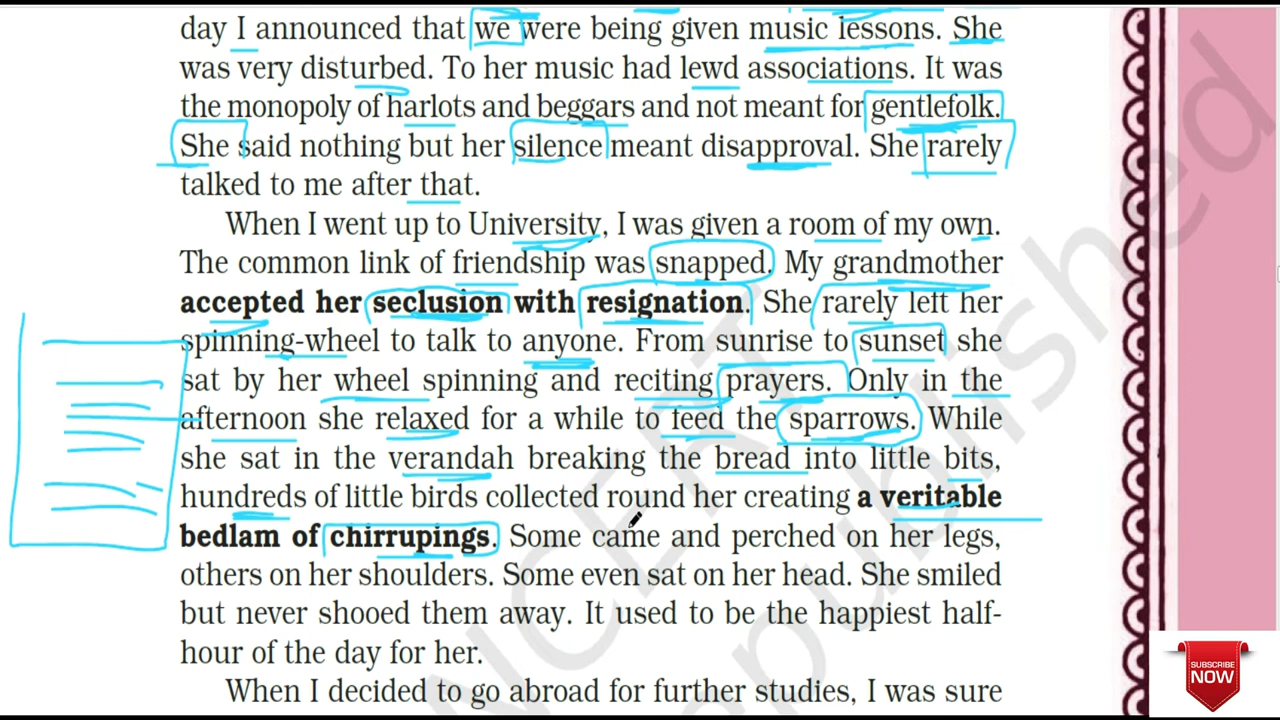 day I announced that we were being given music lessons. She
was very disturbed. To her music had lewd associations. It was
the monopoly of harlots and beggars and not meant for gentlefolk.
She said nothing but her silence meant disapproval. She rarely
talked to me after that.
When I went up to University, I was given a room of my own.
The common link of friendship was snapped. My grandmother
accepted her seclusion with resignation. She rarely left her
spinning-wheel to talk to anyone. From sunrise to sunset she
sat by her wheel spinning and reciting prayers. Only in the
afternoon she relaxed for a while to feed the sparrows. While
she sat in the verandah breaking the bread into little bits,
hundreds of little birds collected round her creating a veritable
bedlam of chirrupings. Some came and perched on her legs,
others on her shoulders. Some even sat on her head. She smiled
but never shooed them away. It used to be the happiest half-
hour of the day for her.
When I decided to go abroad for further studies, I was sure
NCERT
published
SUBSCRIBE
NOW